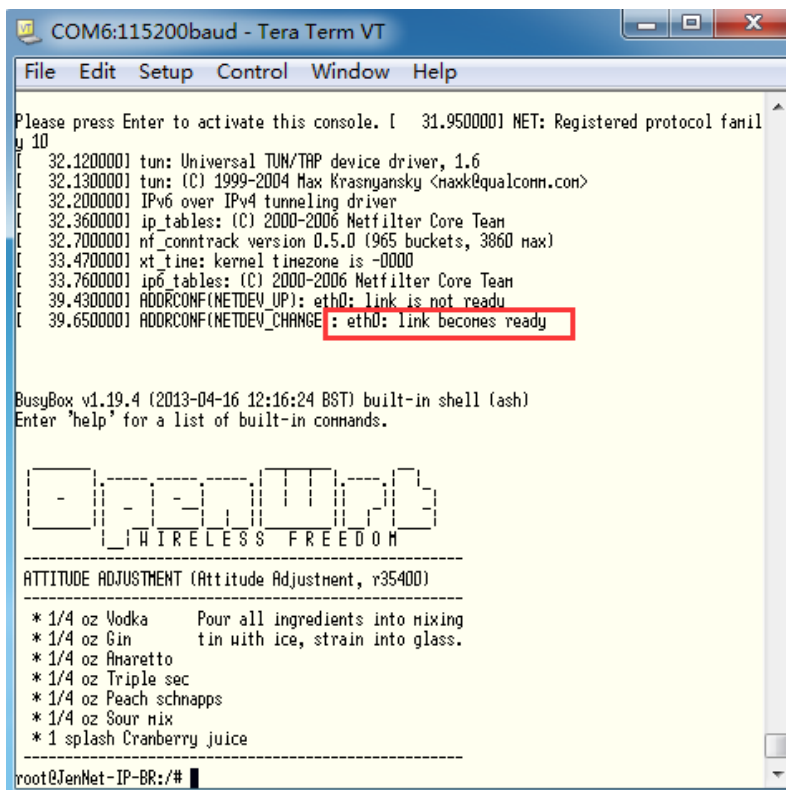 COM6:115200baud - Tera Term VT
File Edit Setup Control Window Help
Please press Enter to activate this console. [   31.950000] NET: Registered protocol famil
y 10
[   32.120000] tun: Universal TUN/TAP device driver, 1.6
[   32.130000] tun: (C) 1999-2004 Max Krasnyansky <maxk@qualcomm.com>
[   32.200000] IPv6 over IPv4 tunneling driver
[   32.360000] ip_tables: (C) 2000-2006 Netfilter Core Team
[   32.700000] nf_conntrack version 0.5.0 (965 buckets, 3860 max)
[   33.470000] xt_time: kernel timezone is -0000
[   33.760000] ip6_tables: (C) 2000-2006 Netfilter Core Team
[   39.430000] ADDRCONF(NETDEV_UP): eth0: link is not ready
[   39.650000] ADDRCONF(NETDEV_CHANGE): eth0: link becomes ready
BusyBox v1.19.4 (2013-04-16 12:16:24 BST) built-in shell (ash)
Enter 'help' for a list of built-in commands.
OpenWrt
WIRELESS FREEDOM
ATTITUDE ADJUSTMENT (Attitude Adjustment, r35400)
* 1/4 oz Vodka      Pour all ingredients into mixing
* 1/4 oz Gin        tin with ice, strain into glass.
* 1/4 oz Amaretto
* 1/4 oz Triple sec
* 1/4 oz Peach schnapps
* 1/4 oz Sour mix
* 1 splash Cranberry juice
root@JenNet-IP-BR:/#